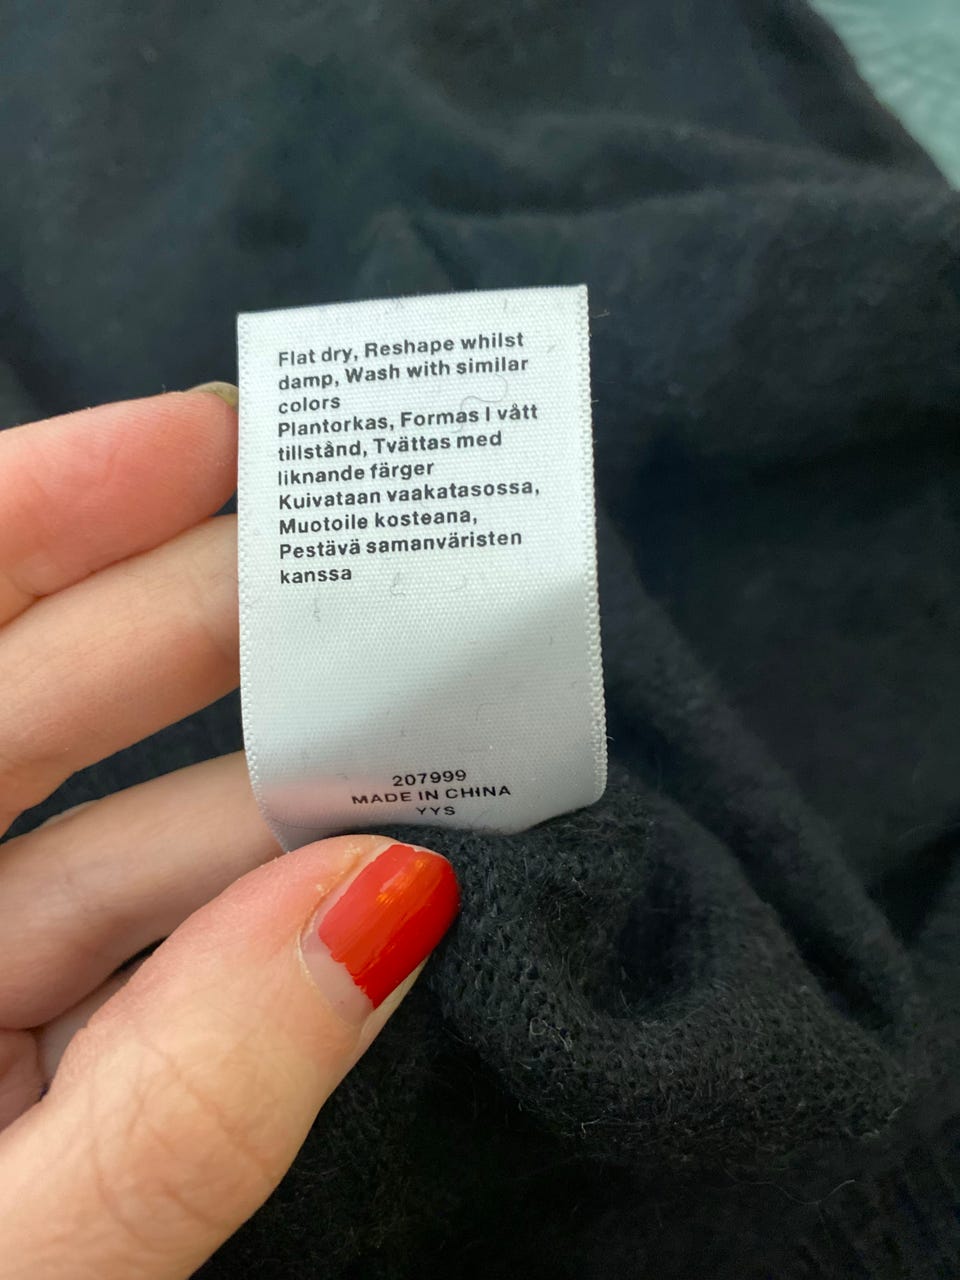 Flat dry, Reshape whilst
damp, Wash with similar
colors
Plantorkas, Formas I vått
tillstånd, Tvättas med
liknande färger
Kuivataan vaakatasossa,
Muotoile kosteana,
Pestävä samanväristen
kanssa
207999
MADE IN CHINA
YYS